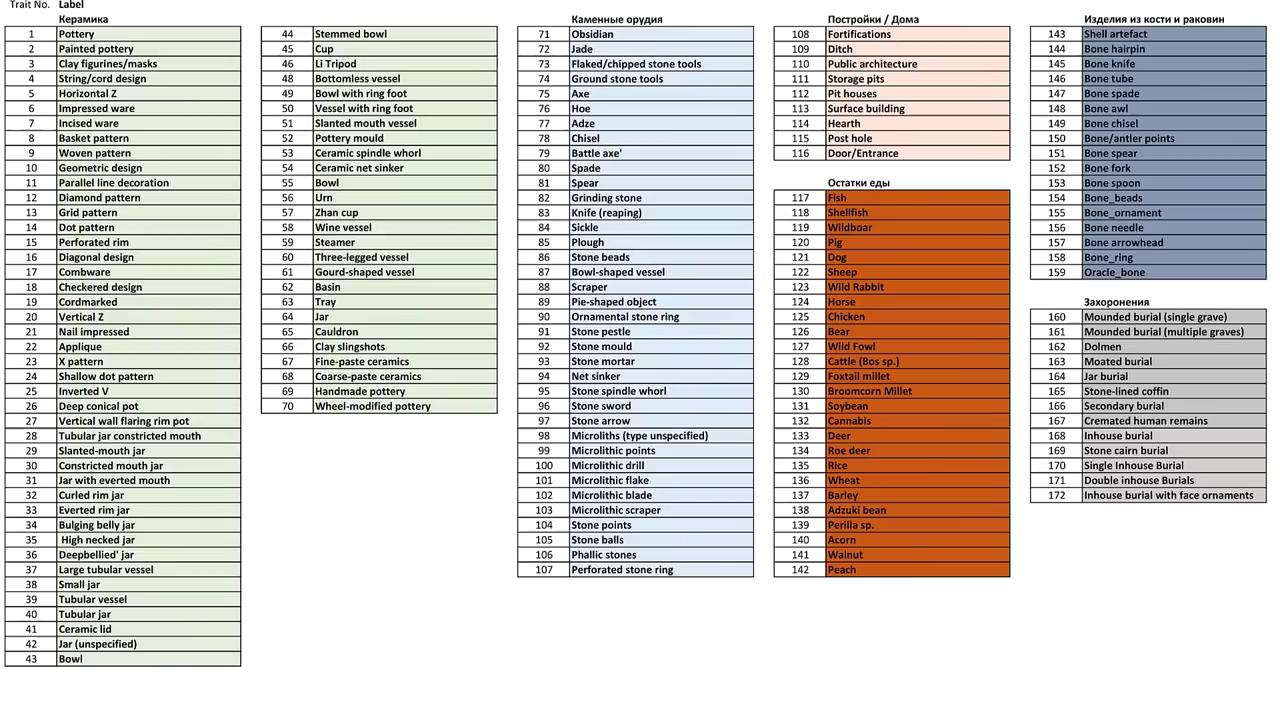 Trait No. Label
Керамика
1 Pottery
2 Painted pottery
3 Clay figurines/masks
4 String/cord design
5 Horizontal Z
6 Impressed ware
7 Incised ware
8 Basket pattern
9 Woven pattern
10 Geometric design
11 Parallel line decoration
12 Diamond pattern
13 Grid pattern
14 Dot pattern
15 Perforated rim
16 Diagonal design
17 Combware
18 Checkered design
19 Cordmarked
20 Vertical Z
21 Nail impressed
22 Applique
23 X pattern
24 Shallow dot pattern
25 Inverted V
26 Deep conical pot
27 Vertical wall flaring rim pot
28 Tubular jar constricted mouth
29 Slanted-mouth jar
30 Constricted mouth jar
31 Jar with everted mouth
32 Curled rim jar
33 Everted rim jar
34 Bulging belly jar
35 High necked jar
36 Deepbellied' jar
37 Large tubular vessel
38 Small jar
39 Tubular vessel
40 Tubular jar
41 Ceramic lid
42 Jar (unspecified)
43 Bowl
44 Stemmed bowl
45 Cup
46 Li Tripod
48 Bottomless vessel
49 Bowl with ring foot
50 Vessel with ring foot
51 Slanted mouth vessel
52 Pottery mould
53 Ceramic spindle whorl
54 Ceramic net sinker
55 Bowl
56 Urn
57 Zhan cup
58 Wine vessel
59 Steamer
60 Three-legged vessel
61 Gourd-shaped vessel
62 Basin
63 Tray
64 Jar
65 Cauldron
66 Clay slingshots
67 Fine-paste ceramics
68 Coarse-paste ceramics
69 Handmade pottery
70 Wheel-modified pottery
Каменные орудия
71 Obsidian
72 Jade
73 Flaked/chipped stone tools
74 Ground stone tools
75 Axe
76 Hoe
77 Adze
78 Chisel
79 Battle axe'
80 Spade
81 Spear
82 Grinding stone
83 Knife (reaping)
84 Sickle
85 Plough
86 Stone beads
87 Bowl-shaped vessel
88 Scraper
89 Pie-shaped object
90 Ornamental stone ring
91 Stone pestle
92 Stone mould
93 Stone mortar
94 Net sinker
95 Stone spindle whorl
96 Stone sword
97 Stone arrow
98 Microliths (type unspecified)
99 Microlithic points
100 Microlithic drill
101 Microlithic flake
102 Microlithic blade
103 Microlithic scraper
104 Stone points
105 Stone balls
106 Phallic stones
107 Perforated stone ring
Постройки / Дома
108 Fortifications
109 Ditch
110 Public architecture
111 Storage pits
112 Pit houses
113 Surface building
114 Hearth
115 Post hole
116 Door/Entrance
Остатки еды
117 Fish
118 Shellfish
119 Wildboar
120 Pig
121 Dog
122 Sheep
123 Wild Rabbit
124 Horse
125 Chicken
126 Bear
127 Wild Fowl
128 Cattle (Bos sp.)
129 Foxtail millet
130 Broomcorn Millet
131 Soybean
132 Cannabis
133 Deer
134 Roe deer
135 Rice
136 Wheat
137 Barley
138 Adzuki bean
139 Perilla sp.
140 Acorn
141 Walnut
142 Peach
Изделия из кости и раковин
143 Shell artefact
144 Bone hairpin
145 Bone knife
146 Bone tube
147 Bone spade
148 Bone awl
149 Bone chisel
150 Bone/antler points
151 Bone spear
152 Bone fork
153 Bone spoon
154 Bone_beads
155 Bone_ornament
156 Bone needle
157 Bone arrowhead
158 Bone_ring
159 Oracle_bone
Захоронения
160 Mounded burial (single grave)
161 Mounded burial (multiple graves)
162 Dolmen
163 Moated burial
164 Jar burial
165 Stone-lined coffin
166 Secondary burial
167 Cremated human remains
168 Inhouse burial
169 Stone cairn burial
170 Single Inhouse Burial
171 Double inhouse Burials
172 Inhouse burial with face ornaments